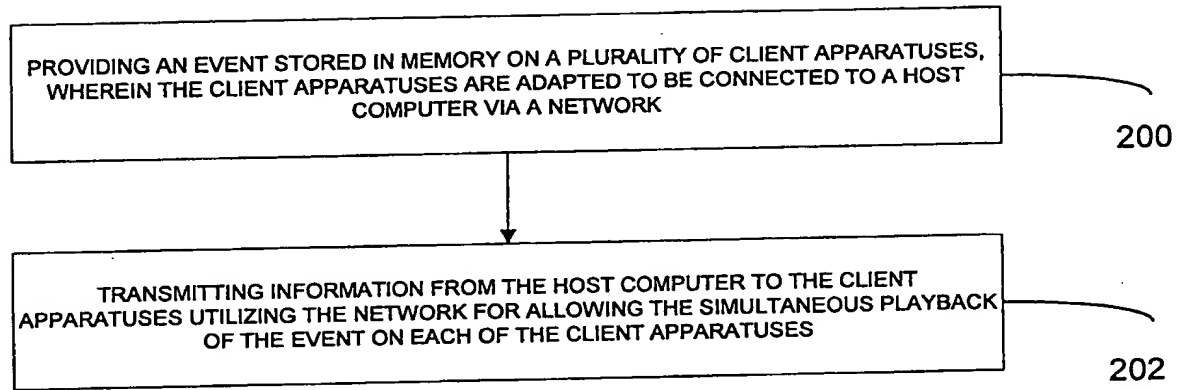 PROVIDING AN EVENT STORED IN MEMORY ON A PLURALITY OF CLIENT APPARATUSES,
WHEREIN THE CLIENT APPARATUSES ARE ADAPTED TO BE CONNECTED TO A HOST
COMPUTER VIA A NETWORK
200
TRANSMITTING INFORMATION FROM THE HOST COMPUTER TO THE CLIENT
APPARATUSES UTILIZING THE NETWORK FOR ALLOWING THE SIMULTANEOUS PLAYBACK
OF THE EVENT ON EACH OF THE CLIENT APPARATUSES
202